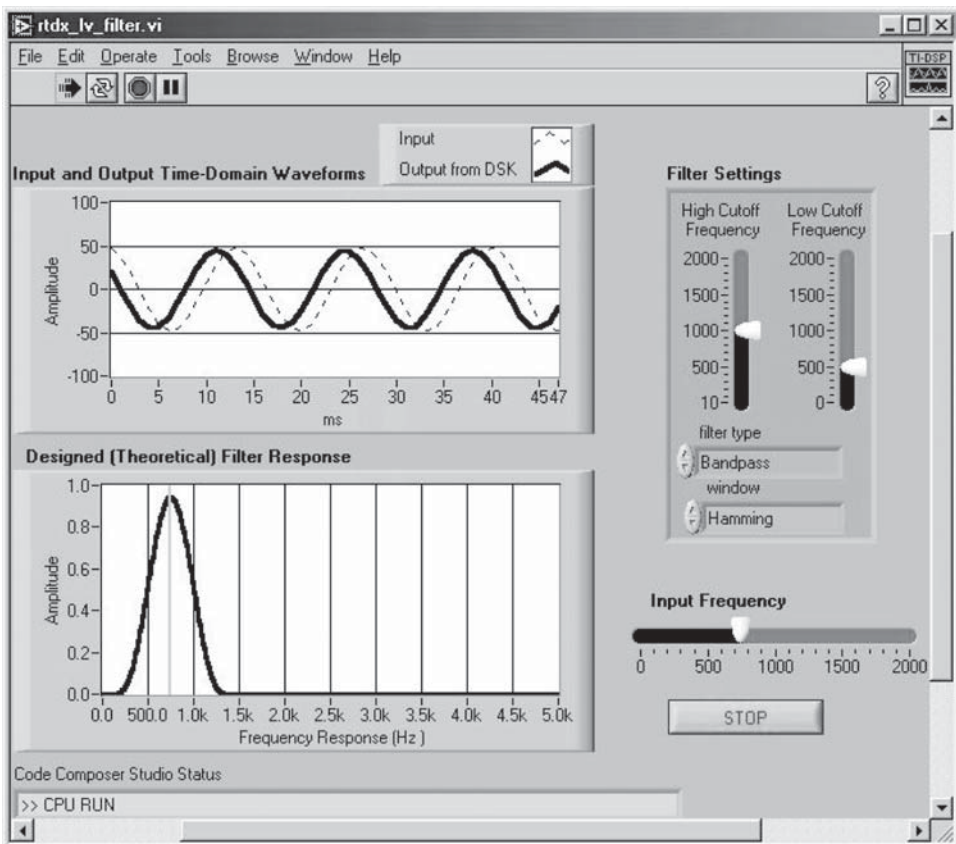 rtdx_lv_filter.vi
File Edit Operate Tools Browse Window Help
TI-DSP
Input
Output from DSK
Input and Output Time-Domain Waveforms
100
50
0
-50
-100
Amplitude
0 5 10 15 20 25 30 35 40 45 47
ms
Designed (Theoretical) Filter Response
1.0
0.8
0.6
0.4
0.2
0.0
Amplitude
0.0 500.0 1.0k 1.5k 2.0k 2.5k 3.0k 3.5k 4.0k 4.5k 5.0k
Frequency Response (Hz )
Filter Settings
High Cutoff Frequency
2000
1500
1000
500
10
Low Cutoff Frequency
2000
1500
1000
500
0
filter type
Bandpass
window
Hamming
Input Frequency
0 500 1000 1500 2000
STOP
Code Composer Studio Status
>> CPU RUN